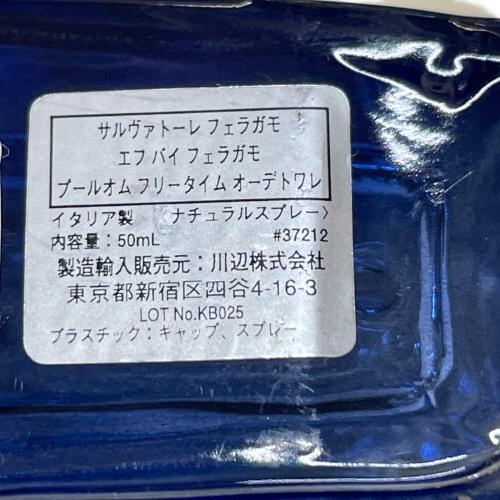 サルヴァトーレ フェラガモ
エフ バイ フェラガモ
プールオム フリータイム オーデトワレ
イタリア製 〈ナチュラルスプレー〉
内容量：50mL #37212
製造輸入販売元：川辺株式会社
東京都新宿区四谷4-16-3
LOT No.KB025
プラスチック：キャップ、スプレー